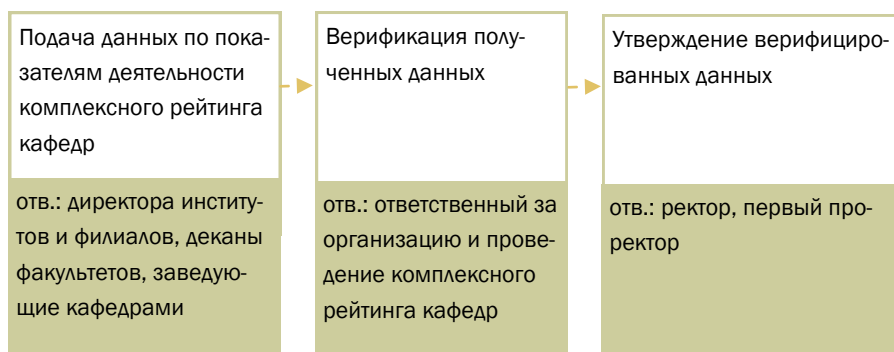 Подача данных по пока-
зателям деятельности
комплексного рейтинга
кафедр
отв.: директора институ-
тов и филиалов, деканы
факультетов, заведую-
щие кафедрами
Верификация полу-
ченных данных
отв.: ответственный за
организацию и прове-
дение комплексного
рейтинга кафедр
Утверждение верифициро-
ванных данных
отв.: ректор, первый про-
ректор